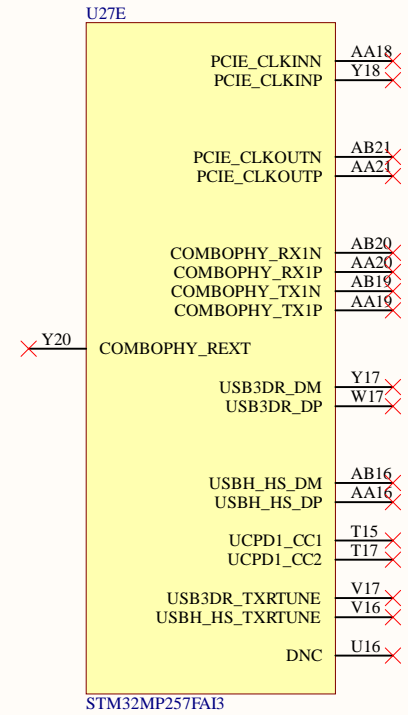 U27E
PCIE_CLKINN AA18
PCIE_CLKINP Y18
PCIE_CLKOUTN AB21
PCIE_CLKOUTP AA21
COMBOPHY_RX1N AB20
COMBOPHY_RX1P AA20
COMBOPHY_TX1N AB19
COMBOPHY_TX1P AA19
Y20 COMBOPHY_REXT
USB3DR_DM Y17
USB3DR_DP W17
USBH_HS_DM AB16
USBH_HS_DP AA16
UCPD1_CC1 T15
UCPD1_CC2 T17
USB3DR_TXRTUNE V17
USBH_HS_TXRTUNE V16
DNC U16
STM32MP257FAI3